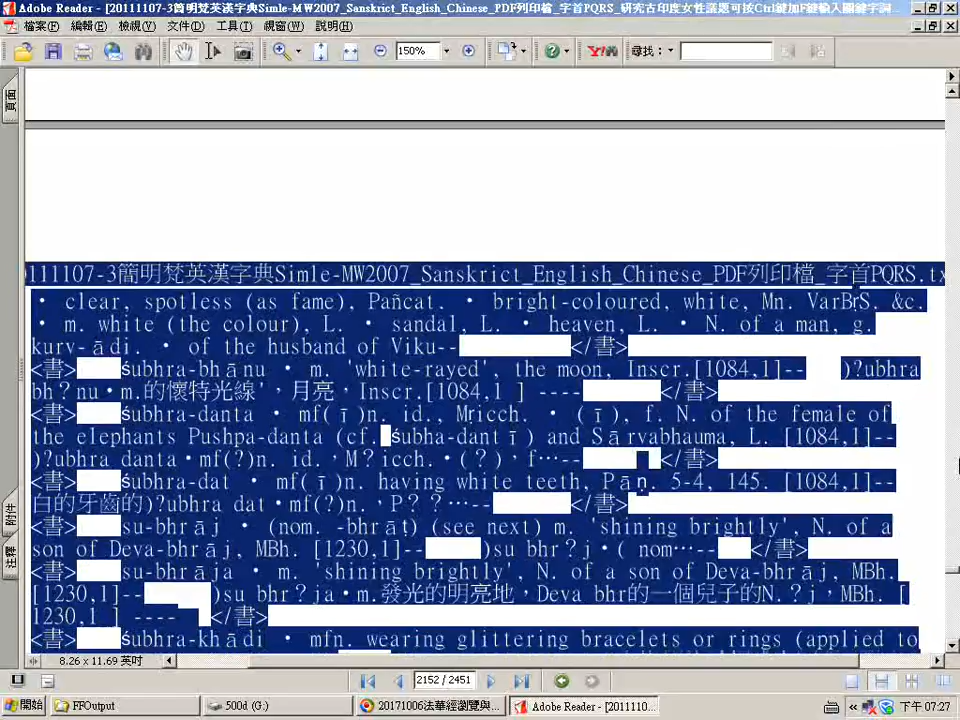 Adobe Reader - [20111107-3簡明梵英漢字典Simle-MW2007_Sanskrict_English_Chinese_PDF列印檔_字首PQRS_研究古印度女性議題可按Ctrl鍵加F鍵輸入關鍵字詞
檔案(F) 編輯(E) 檢視(V) 文件(D) 工具(T) 視窗(W) 說明(H)
150% Y! 尋找:
頁面
附件
註釋
0111107-3簡明梵英漢字典Simle-MW2007_Sanskrict_English_Chinese_PDF列印檔_字首PQRS.tx
• clear, spotless (as fame), Pañcat. • bright-coloured, white, Mn. VarBṛS. &c.
• m. white (the colour), L. • sandal, L. • heaven, L. • N. of a man, g.
kurv-ādi. • of the husband of Viku-- </書>
<書> śubhra-bhānu • m. 'white-rayed', the moon, Inscr.[1084,1]-- )?ubhra
bh?nu•m.的懷特光線'，月亮，Inscr.[1084,1 ] ---- </書>
<書> śubhra-danta • mf(ī)n. id., Mṛicch. • (ī), f. N. of the female of
the elephants Pushpa-danta (cf. śubha-dantī) and Sārvabhauma, L. [1084,1]--
)?ubhra danta•mf(?)n. id.，M?icch.•(?)，f…-- </書>
<書> śubhra-dat • mf(ī)n. having white teeth, Pāṇ. 5-4, 145. [1084,1]--
白的牙齒的)?ubhra dat•mf(?)n，P??…-- </書>
<書> su-bhrāj • (nom. -bhrāṭ) (see next) m. 'shining brightly', N. of a
son of Deva-bhrāj, MBh. [1230,1]-- )su bhr?j•( nom…-- </書>
<書> su-bhrāja • m. 'shining brightly', N. of a son of Deva-bhrāj, MBh.
[1230,1]-- )su bhr?ja•m.發光的明亮地，Deva bhr的一個兒子的N.?j，MBh. [
1230,1 ] ---- </書>
<書> śubhra-khādi • mfn. wearing glittering bracelets or rings (applied to
8.26 x 11.69 英吋
2152 / 2451
開始 FFOutput 500d (G:) 20171006法華經瀏覽與... Adobe Reader - [2011110... 下午 07:27